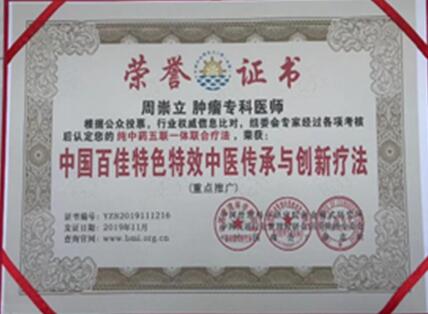 荣誉证书
周崇立 肿瘤专科医师
根据公众投票，行业权威信息比对，组委会专家经过各项考核
后认定您的 纯中药五联一体联合疗法。荣获：
中国百佳特色特效中医传承与创新疗法
(重点推广)
证书编号：YZH2019111216
发证日期：2019年11月
查询官网：www.bmi.org.cn